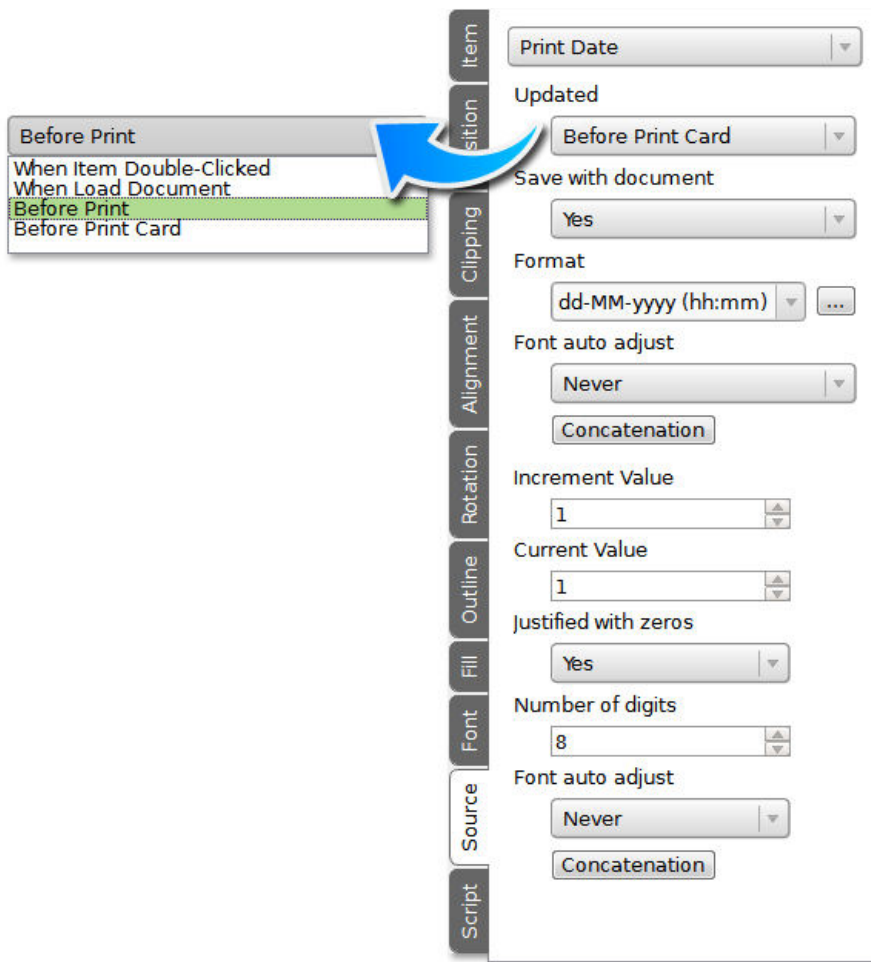 Before Print
When Item Double-Clicked
When Load Document
Before Print
Before Print Card
Item
sition
Clipping
Alignment
Rotation
Outline
Fill
Font
Source
Script
Print Date
Updated
Before Print Card
Save with document
Yes
Format
dd-MM-yyyy (hh:mm)
...
Font auto adjust
Never
Concatenation
Increment Value
1
Current Value
1
Justified with zeros
Yes
Number of digits
8
Font auto adjust
Never
Concatenation